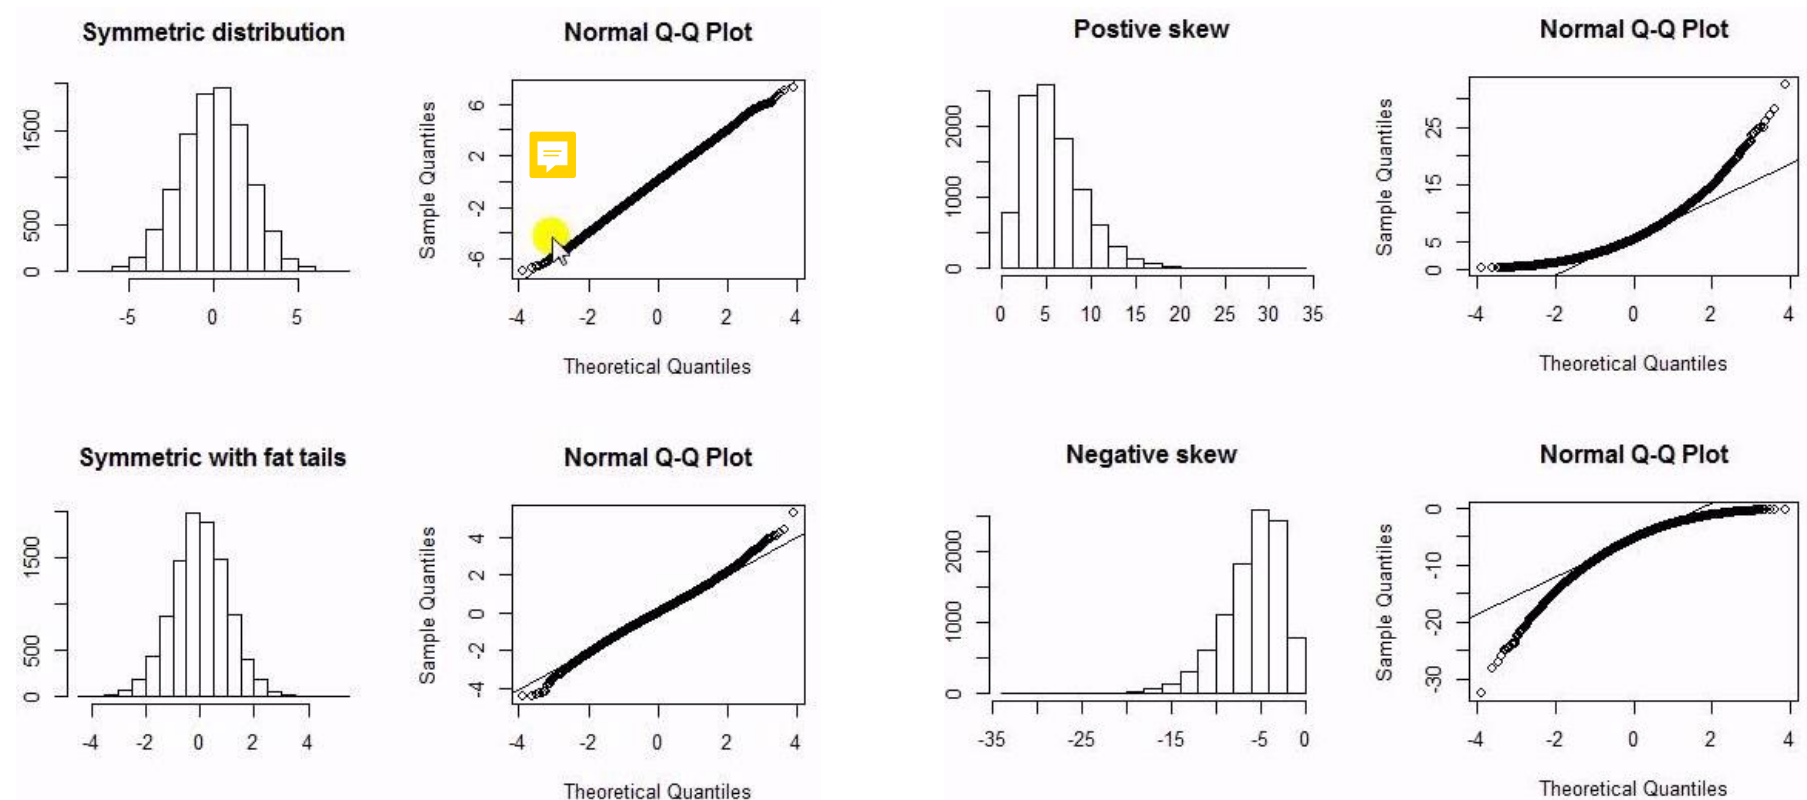 Symmetric distribution
Normal Q-Q Plot
Postive skew
Normal Q-Q Plot
0 500 1500
-5 0 5
Sample Quantiles
-6 -2 2 6
-4 -2 0 2 4
Theoretical Quantiles
0 1000 2000
0 5 10 15 20 25 30 35
Sample Quantiles
0 5 15 25
-4 -2 0 2 4
Theoretical Quantiles
Symmetric with fat tails
Normal Q-Q Plot
Negative skew
Normal Q-Q Plot
0 500 1500
-4 -2 0 2 4
Sample Quantiles
-4 -2 0 2 4
-4 -2 0 2 4
Theoretical Quantiles
0 1000 2000
-35 -25 -15 -5 0
Sample Quantiles
-30 -20 -10 0
-4 -2 0 2 4
Theoretical Quantiles